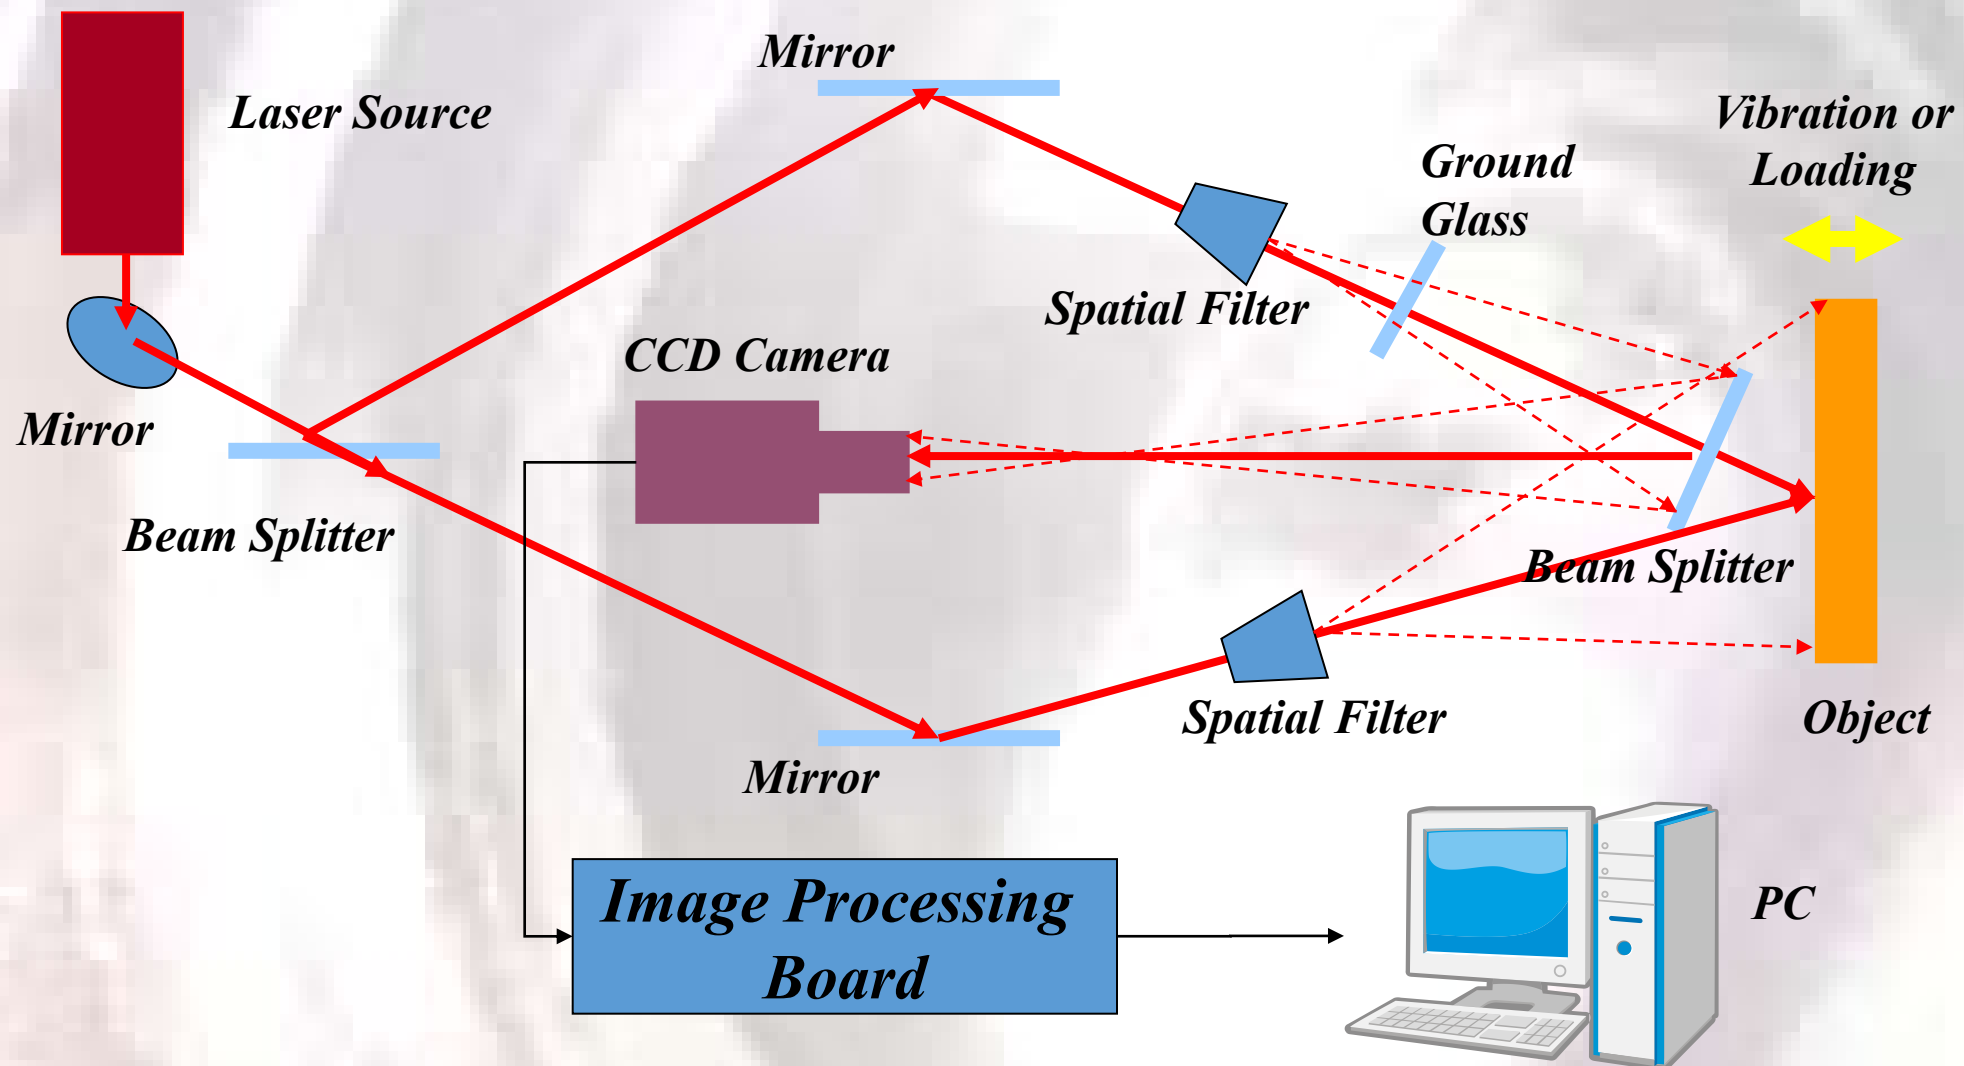 Mirror
Laser Source
Vibration or
Loading
Ground
Glass
Spatial Filter
CCD Camera
Mirror
Beam Splitter
Beam Splitter
Spatial Filter
Object
Mirror
Image Processing
Board
PC